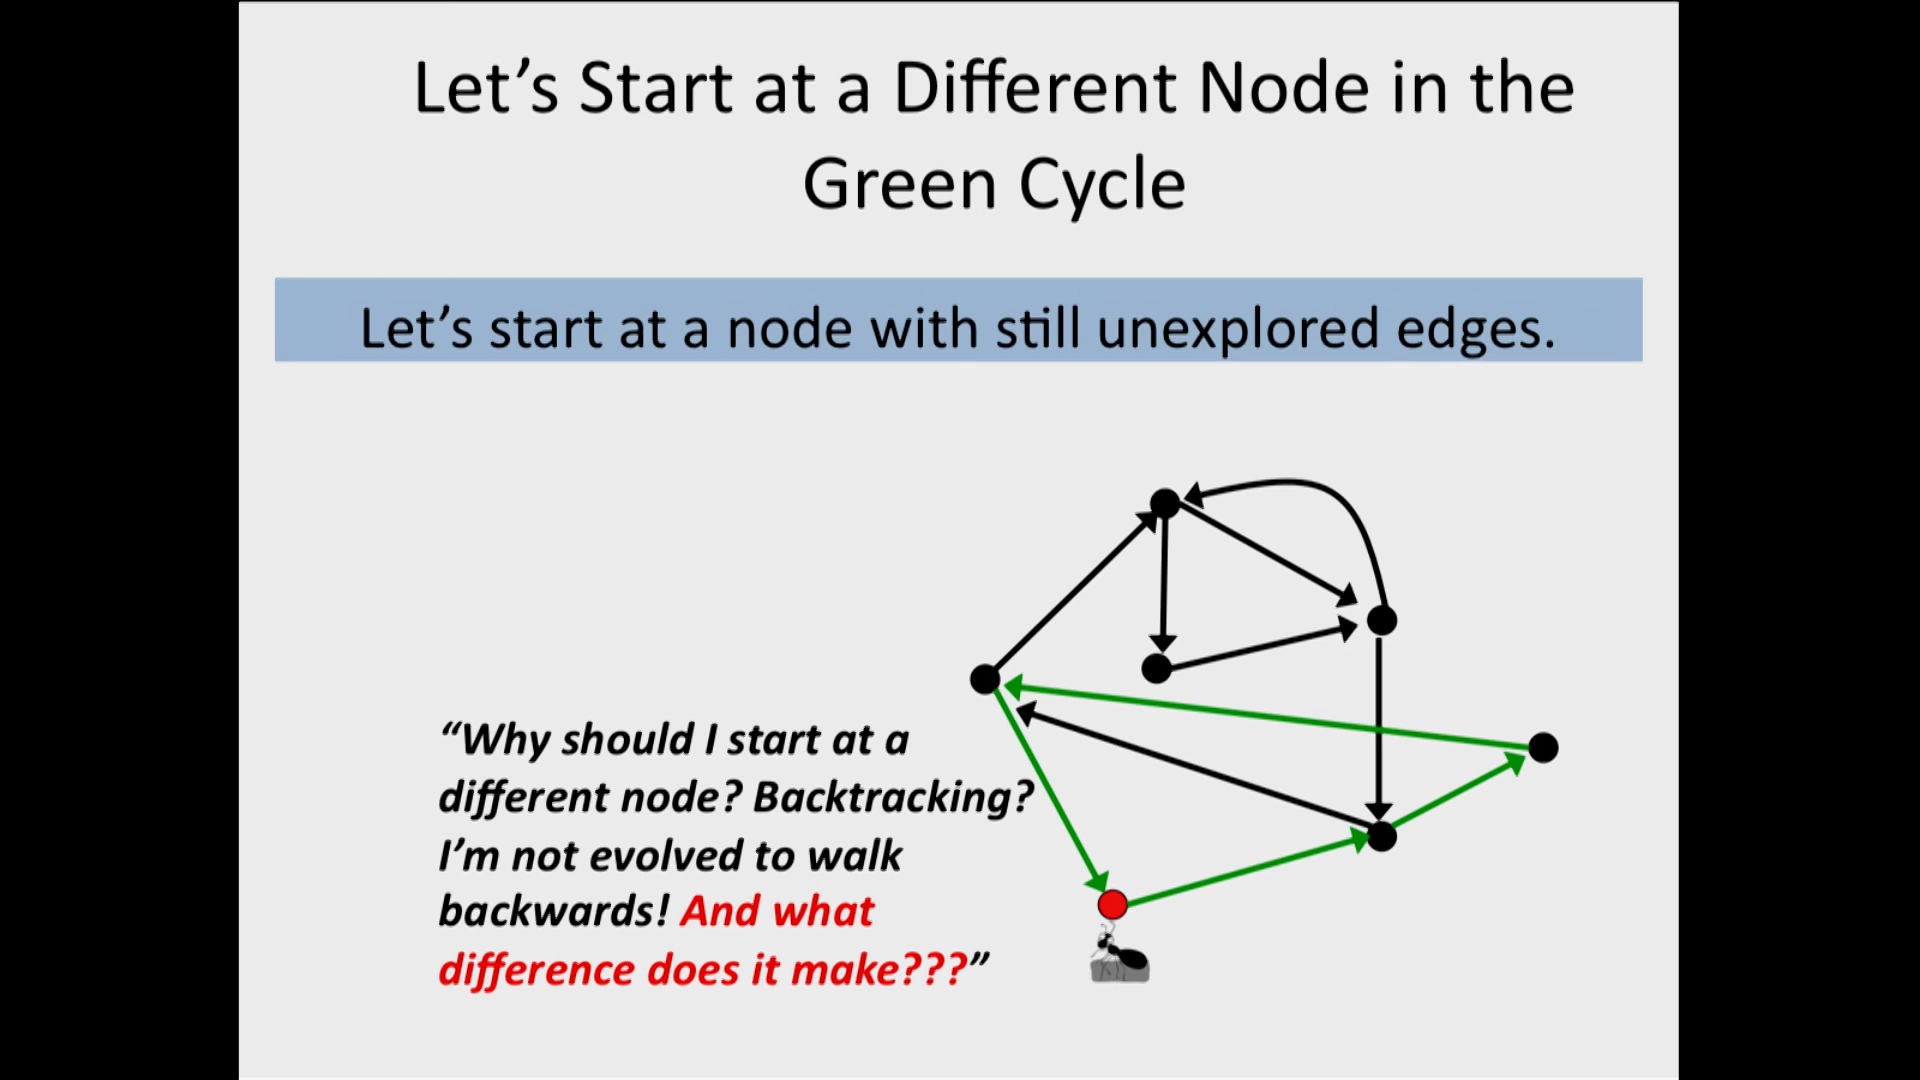 Let’s Start at a Different Node in the
Green Cycle
Let’s start at a node with still unexplored edges.
“Why should I start at a
different node? Backtracking?
I’m not evolved to walk
backwards! And what
difference does it make???”